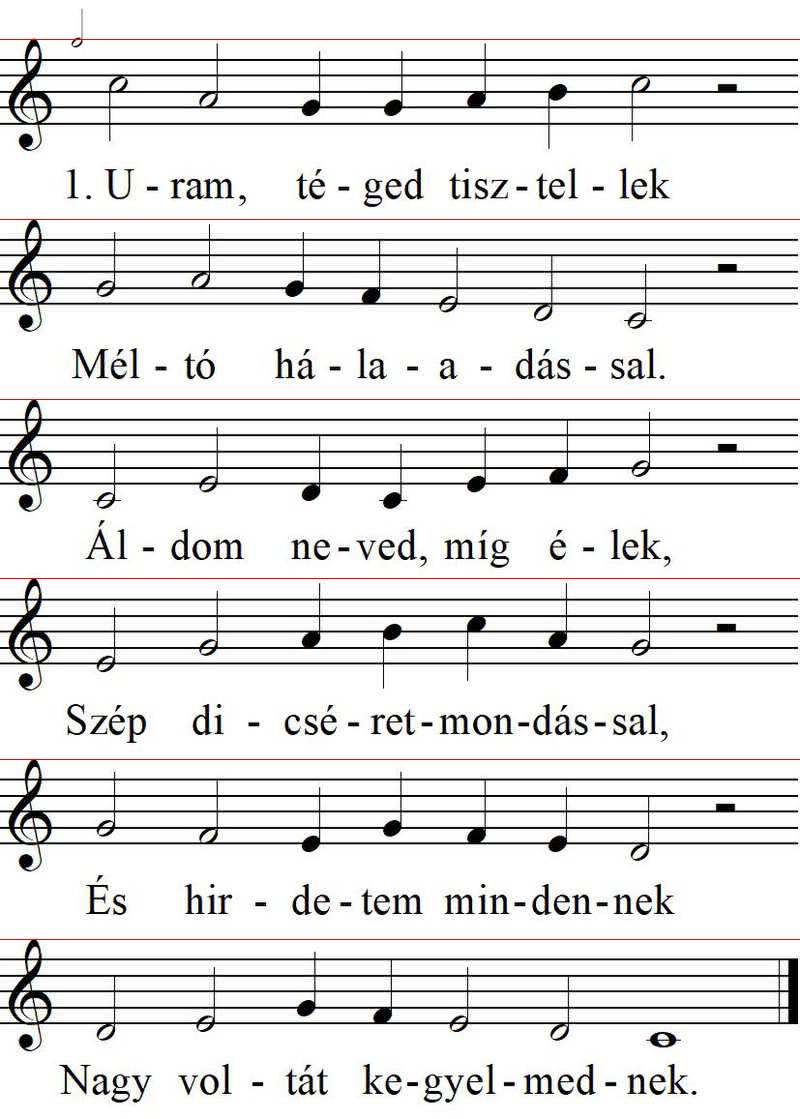 1. U - ram, té - ged tisz - tel - lek
Mél - tó há - la - a - dás - sal.
Ál - dom ne - ved, míg é - lek,
Szép di - csé - ret - mon - dás - sal,
És hir - de - tem min - den - nek
Nagy vol - tát ke - gyel - med - nek.